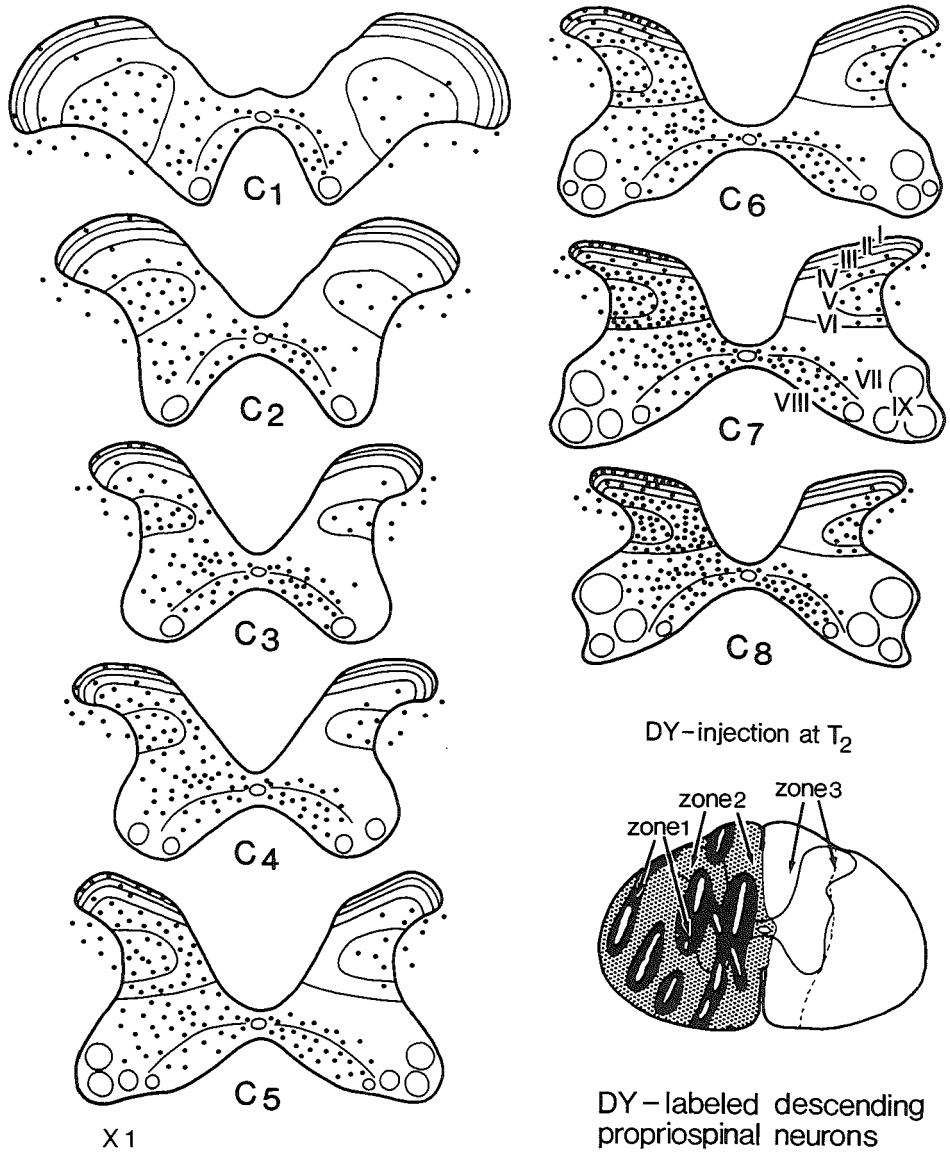 C1
C2
C3
C4
C5
X1
C6
I
II
III
IV
V
VI
VII
VIII
IX
C7
C8
DY-injection at T2
zone1
zone2
zone3
DY-labeled descending
propriospinal neurons